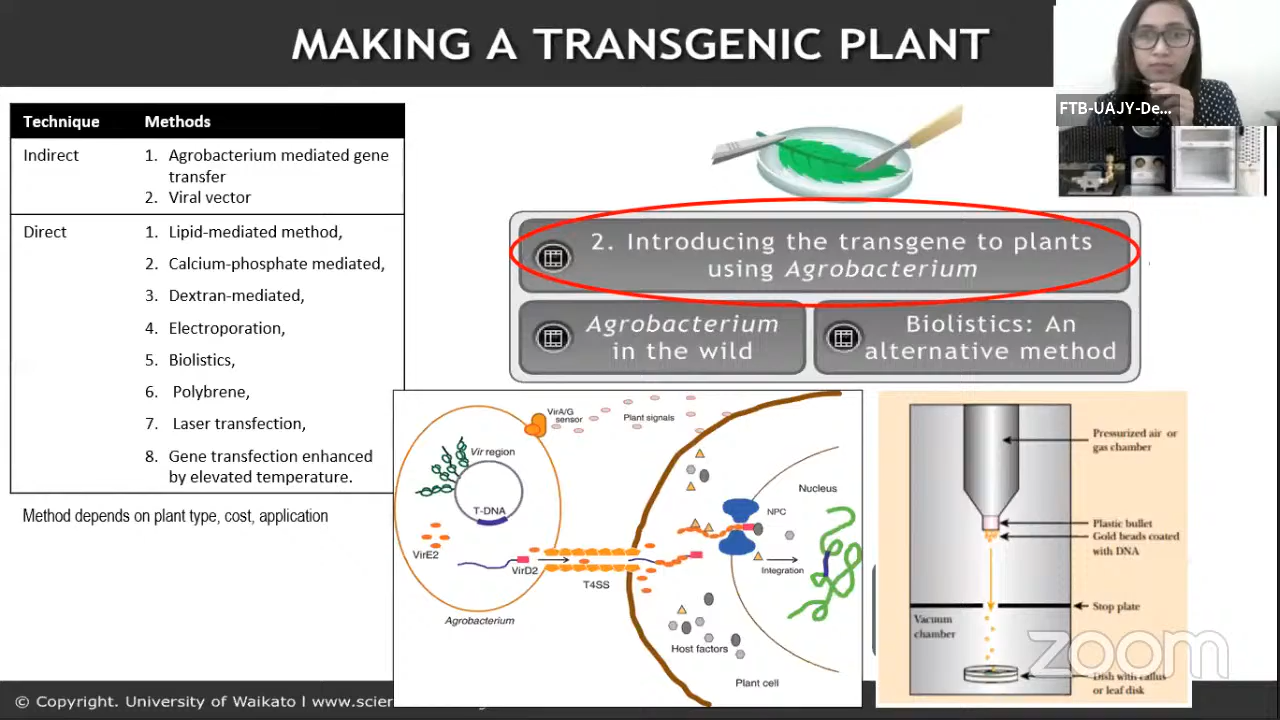 MAKING A TRANSGENIC PLANT
FTB-UAJY-De...
Technique Methods
Indirect 1. Agrobacterium mediated gene
transfer
2. Viral vector
Direct 1. Lipid-mediated method,
2. Calcium-phosphate mediated,
3. Dextran-mediated,
4. Electroporation,
5. Biolistics,
6. Polybrene,
7. Laser transfection,
8. Gene transfection enhanced
by elevated temperature.
Method depends on plant type, cost, application
2. Introducing the transgene to plants
using Agrobacterium
Agrobacterium
in the wild
Biolistics: An
alternative method
VirA/G
sensor
Plant signals
Vir region
T-DNA
VirE2
VirD2
T4SS
Agrobacterium
Nucleus
NPC
Integration
Host factors
Plant cell
Pressurized air or
gas chamber
Plastic bullet
Gold beads coated
with DNA
Stop plate
Vacuum
chamber
Dish with callus
or leaf disk
zoom
© Copyright. University of Waikato I www.scien